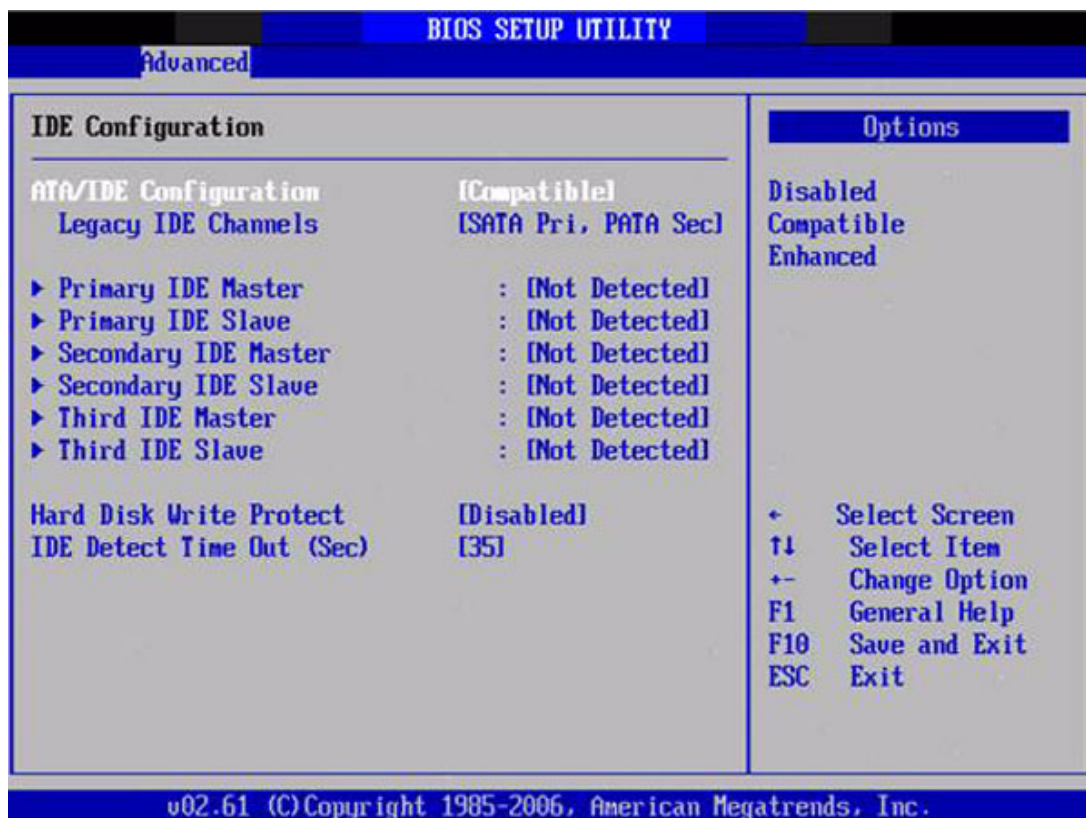 BIOS SETUP UTILITY
Advanced
IDE Configuration
ATA/IDE Configuration [Compatible]
Legacy IDE Channels [SATA Pri, PATA Sec]
▶ Primary IDE Master : [Not Detected]
▶ Primary IDE Slave : [Not Detected]
▶ Secondary IDE Master : [Not Detected]
▶ Secondary IDE Slave : [Not Detected]
▶ Third IDE Master : [Not Detected]
▶ Third IDE Slave : [Not Detected]
Hard Disk Write Protect [Disabled]
IDE Detect Time Out (Sec) [35]
Options
Disabled
Compatible
Enhanced
← Select Screen
↑↓ Select Item
+- Change Option
F1 General Help
F10 Save and Exit
ESC Exit
v02.61 (C)Copyright 1985-2006, American Megatrends, Inc.